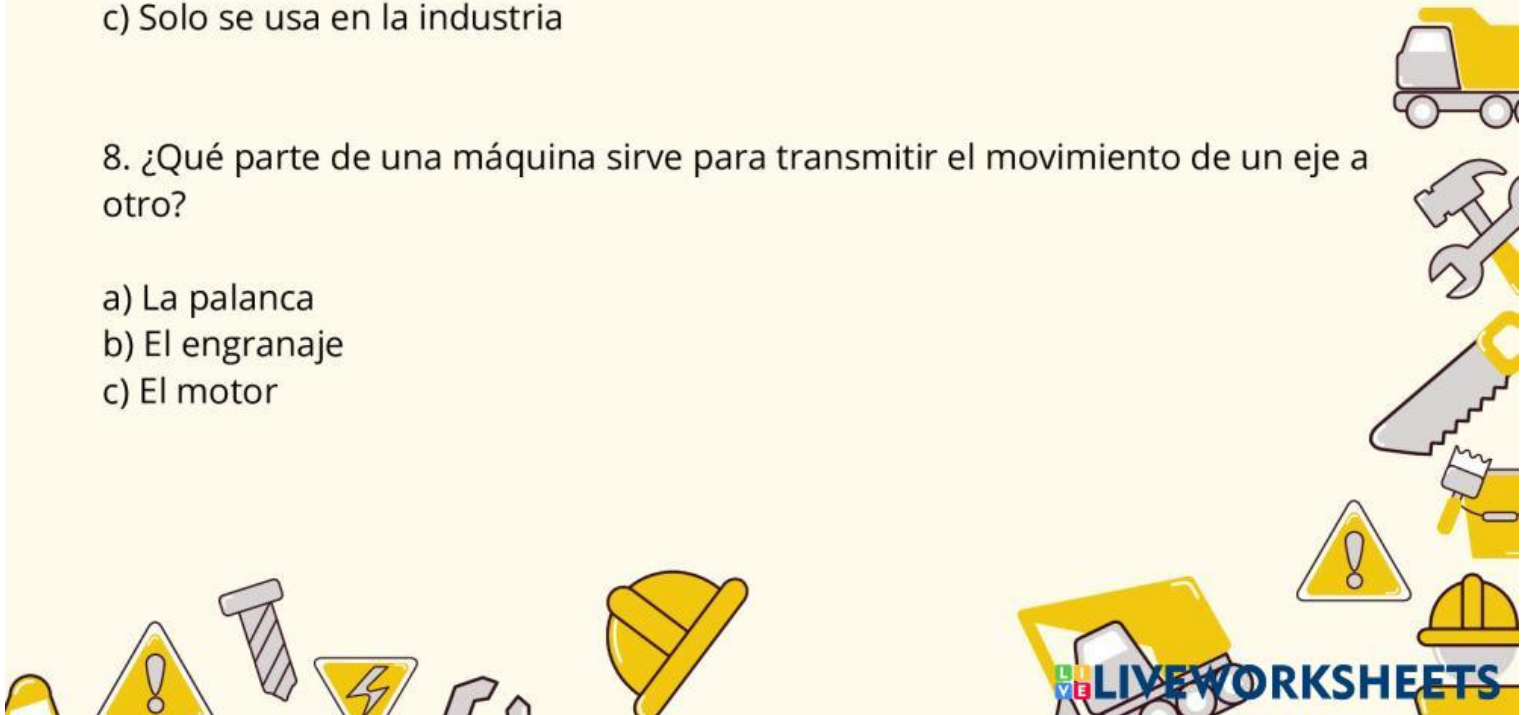 c) Solo se usa en la industria
8. ¿Qué parte de una máquina sirve para transmitir el movimiento de un eje a
otro?
a) La palanca
b) El engranaje
c) El motor
LIVE LIVEWORKSHEETS